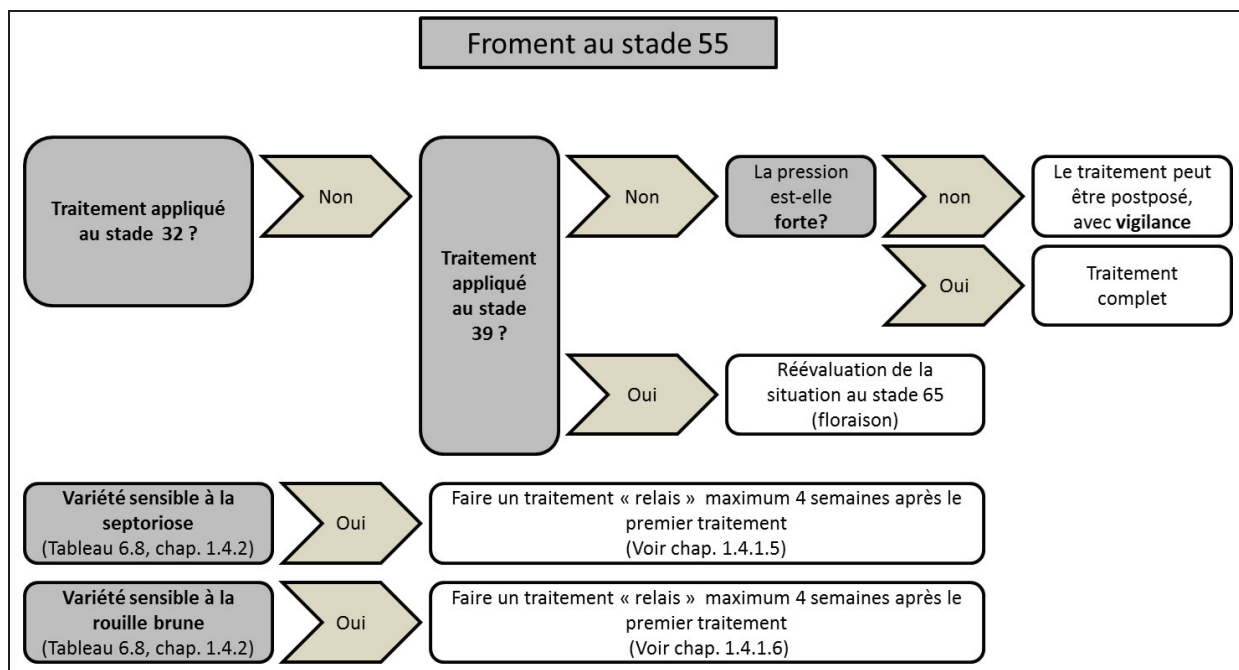 Froment au stade 55
Traitement appliqué
au stade 32 ?
Non
Traitement
appliqué
au stade
39 ?
Non
La pression
est-elle
forte?
non
Le traitement peut
être postposé,
avec vigilance
Oui
Traitement
complet
Oui
Réévaluation de la
situation au stade 65
(floraison)
Variété sensible à la
septoriose
(Tableau 6.8, chap. 1.4.2)
Oui
Faire un traitement « relais » maximum 4 semaines après le
premier traitement
(Voir chap. 1.4.1.5)
Variété sensible à la
rouille brune
(Tableau 6.8, chap. 1.4.2)
Oui
Faire un traitement « relais » maximum 4 semaines après le
premier traitement
(Voir chap. 1.4.1.6)